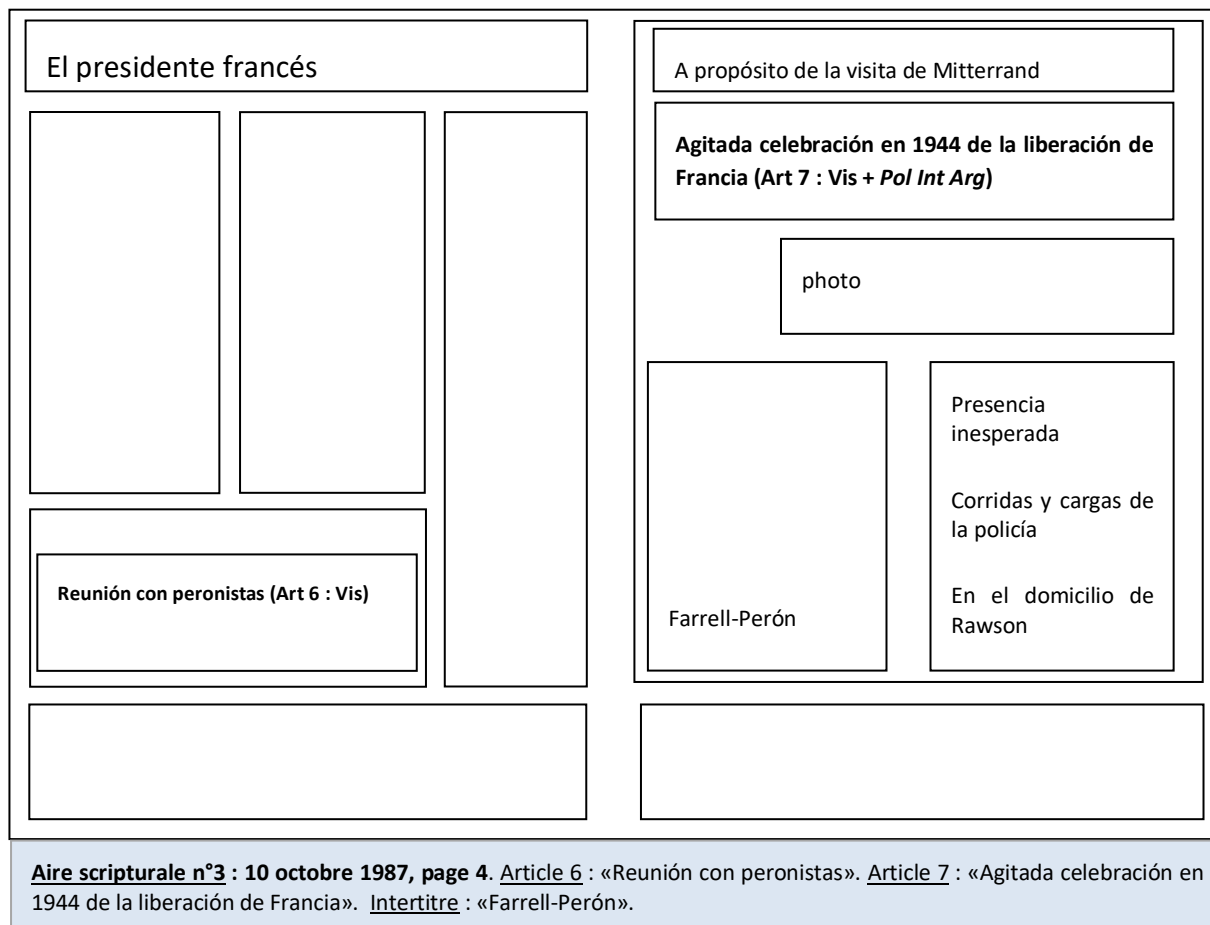 El presidente francés
Reunión con peronistas (Art 6 : Vis)
A propósito de la visita de Mitterrand
Agitada celebración en 1944 de la liberación de
Francia (Art 7 : Vis + Pol Int Arg)
photo
Farrell-Perón
Presencia
inesperada
Corridas y cargas de
la policía
En el domicilio de
Rawson
Aire scripturale n°3 : 10 octobre 1987, page 4. Article 6 : «Reunión con peronistas». Article 7 : «Agitada celebración en
1944 de la liberación de Francia». Intertitre : «Farrell-Perón».